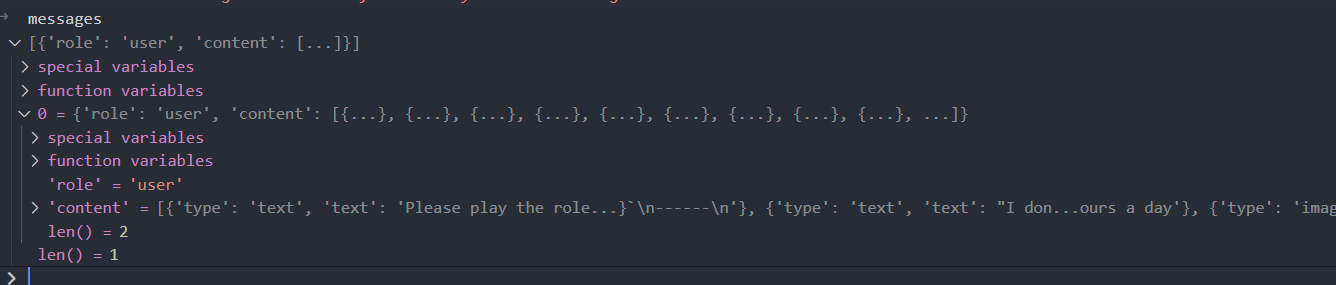 messages
[{'role': 'user', 'content': [...]}]
special variables
function variables
0 = {'role': 'user', 'content': [{...}, {...}, {...}, {...}, {...}, {...}, {...}, {...}, {...}, ...]}
special variables
function variables
'role' = 'user'
'content' = [{'type': 'text', 'text': 'Please play the role...}`\n------\n'}, {'type': 'text', 'text': "I don...ours a day'}, {'type': 'imag
len() = 2
len() = 1